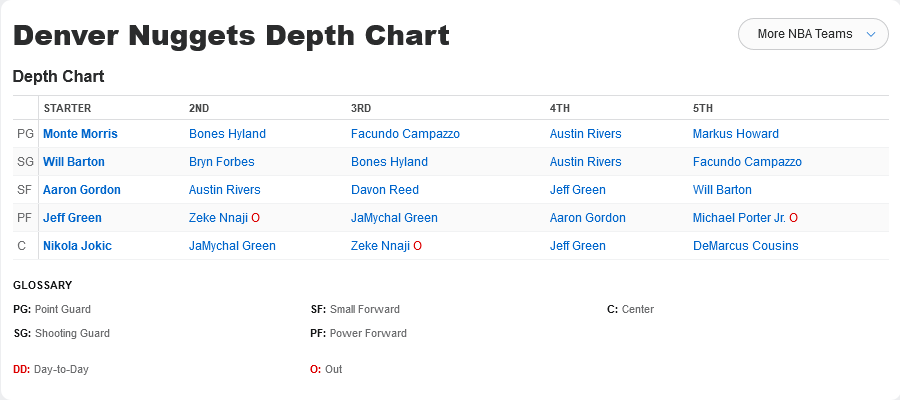 Denver Nuggets Depth Chart
More NBA Teams
Depth Chart
STARTER 2ND 3RD 4TH 5TH
PG Monte Morris Bones Hyland Facundo Campazzo Austin Rivers Markus Howard
SG Will Barton Bryn Forbes Bones Hyland Austin Rivers Facundo Campazzo
SF Aaron Gordon Austin Rivers Davon Reed Jeff Green Will Barton
PF Jeff Green Zeke Nnaji O JaMychal Green Aaron Gordon Michael Porter Jr. O
C Nikola Jokic JaMychal Green Zeke Nnaji O Jeff Green DeMarcus Cousins
GLOSSARY
PG: Point Guard SF: Small Forward C: Center
SG: Shooting Guard PF: Power Forward
DD: Day-to-Day O: Out